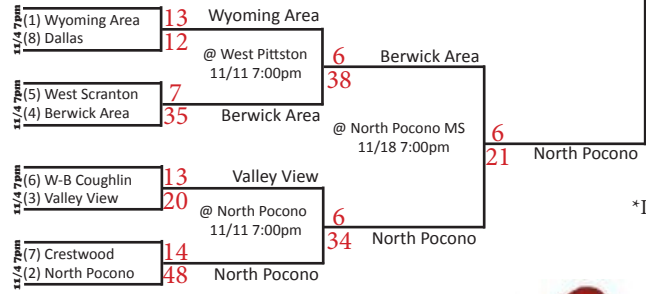 11/4 7pm
(1) Wyoming Area 13
(8) Dallas 12
Wyoming Area
@ West Pittston
11/11 7:00pm
11/4 7pm
(5) West Scranton 7
(4) Berwick Area 35
Berwick Area
6
38
Berwick Area
@ North Pocono MS
11/18 7:00pm
11/4 7pm
(6) W-B Coughlin 13
(3) Valley View 20
Valley View
@ North Pocono
11/11 7:00pm
11/4 7pm
(7) Crestwood 14
(2) North Pocono 48
North Pocono
6
34
North Pocono
6
21
North Pocono